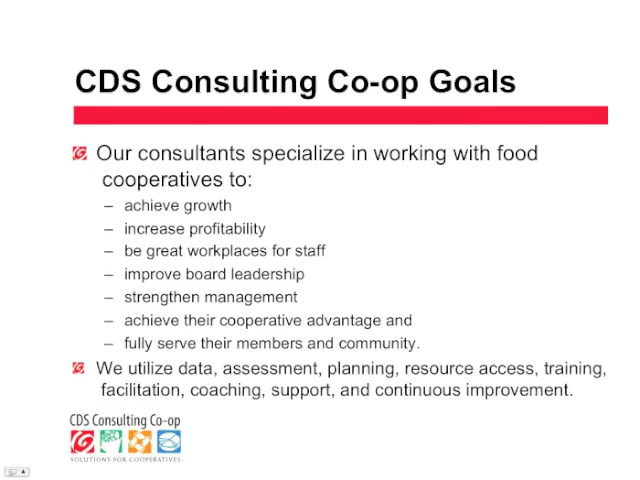 CDS Consulting Co-op Goals
Our consultants specialize in working with food
cooperatives to:
– achieve growth
– increase profitability
– be great workplaces for staff
– improve board leadership
– strengthen management
– achieve their cooperative advantage and
– fully serve their members and community.
We utilize data, assessment, planning, resource access, training,
facilitation, coaching, support, and continuous improvement.
CDS Consulting Co-op
SOLUTIONS FOR COOPERATIVES